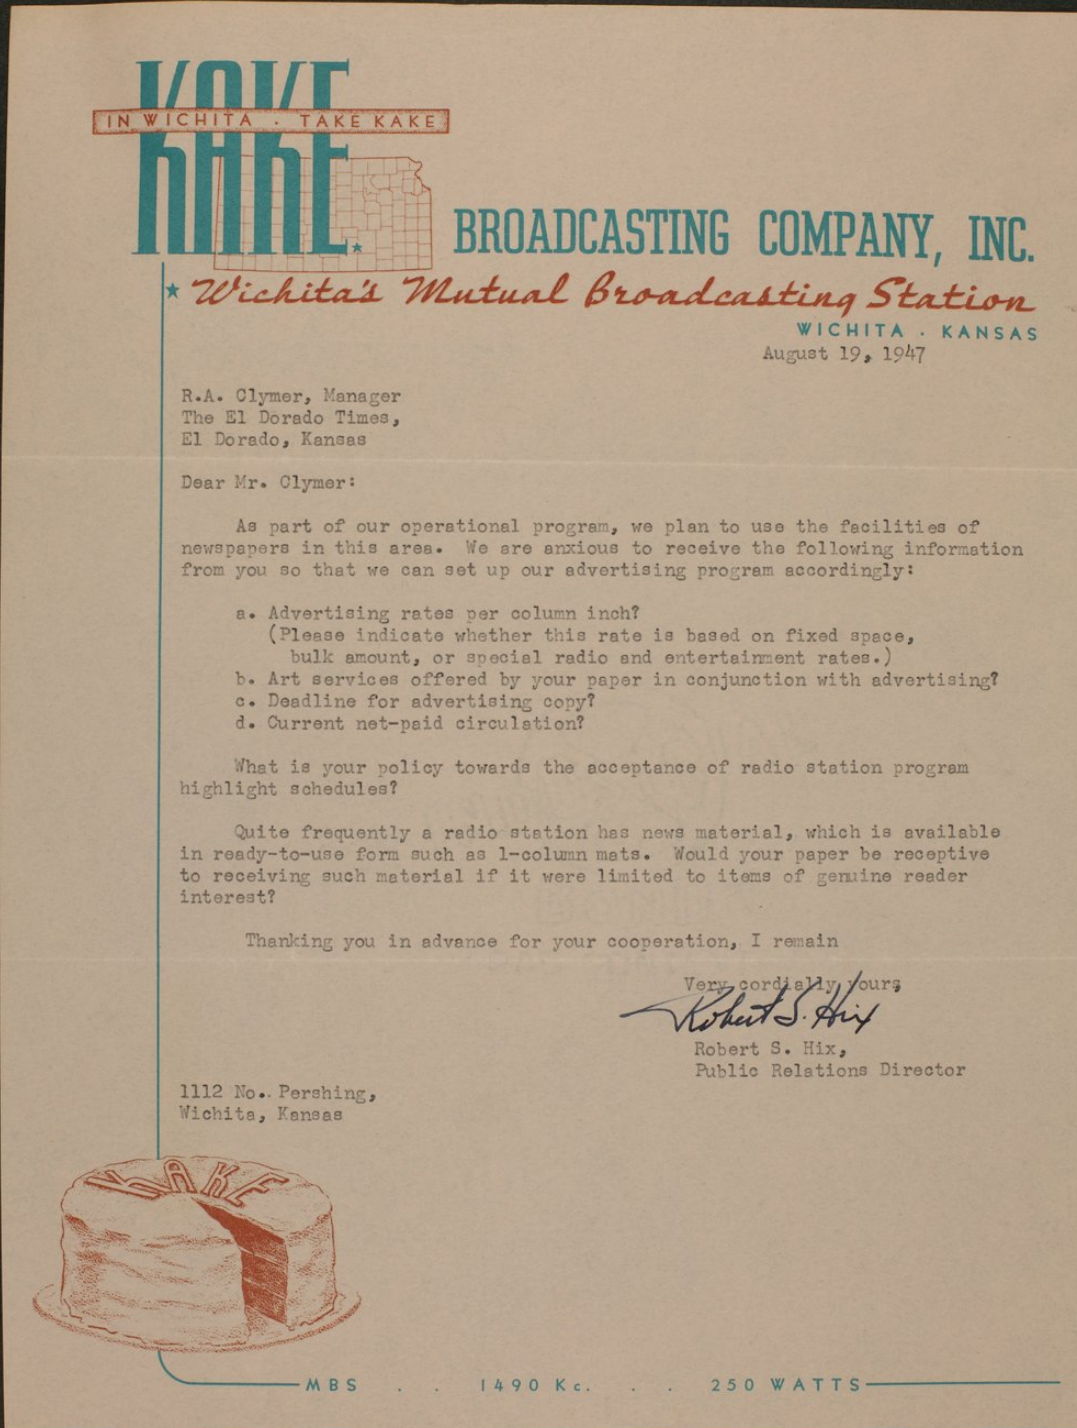 KAKE
IN WICHITA . TAKE KAKE
BROADCASTING COMPANY, INC.
Wichita's Mutual Broadcasting Station
WICHITA . KANSAS
August 19, 1947
R.A. Clymer, Manager
The El Dorado Times,
El Dorado, Kansas
Dear Mr. Clymer:
As part of our operational program, we plan to use the facilities of
newspapers in this area. We are anxious to receive the following information
from you so that we can set up our advertising program accordingly:
a. Advertising rates per column inch?
(Please indicate whether this rate is based on fixed space,
bulk amount, or special radio and entertainment rates.)
b. Art services offered by your paper in conjunction with advertising?
c. Deadline for advertising copy?
d. Current net-paid circulation?
What is your policy towards the acceptance of radio station program
highlight schedules?
Quite frequently a radio station has news material, which is available
in ready-to-use form such as 1-column mats. Would your paper be receptive
to receiving such material if it were limited to items of genuine reader
interest?
Thanking you in advance for your cooperation, I remain
Very cordially yours,
Robert S. Hix
Robert S. Hix,
Public Relations Director
1112 No. Pershing,
Wichita, Kansas
KAKE
MBS . . 1490 Kc. . . 250 WATTS